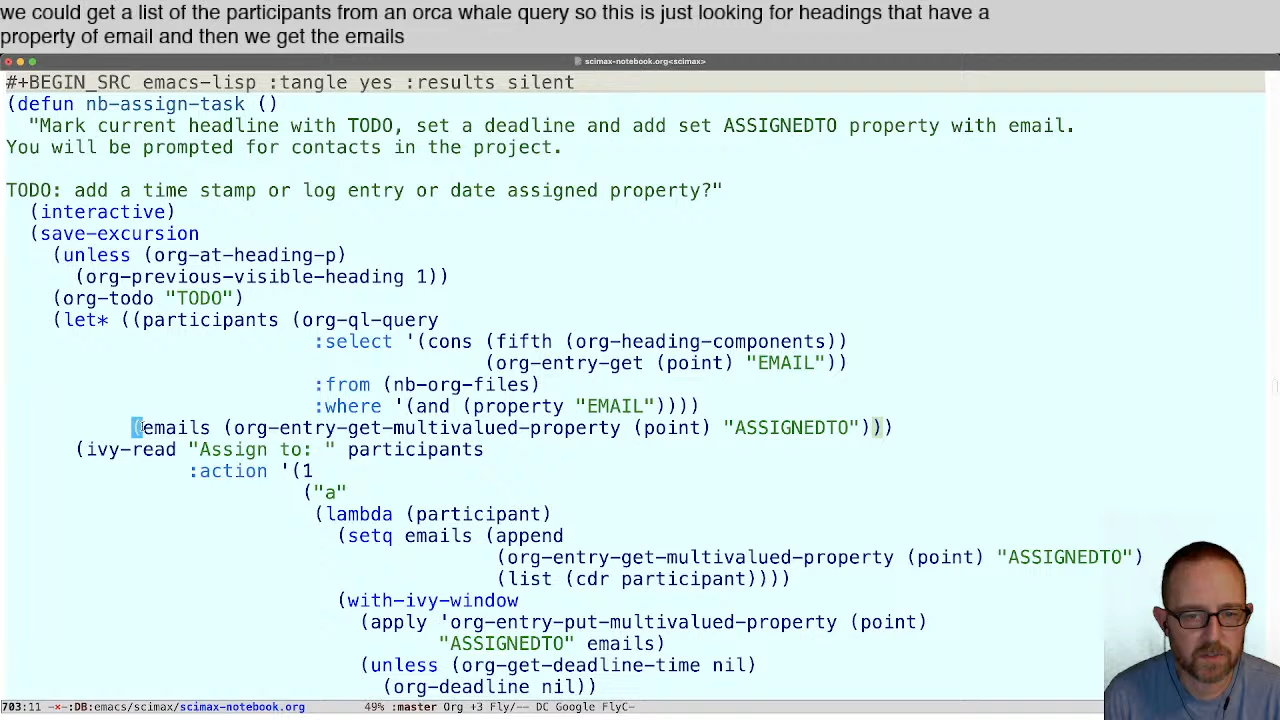 we could get a list of the participants from an orca whale query so this is just looking for headings that have a
property of email and then we get the emails
scimax-notebook.org<scimax>
#+BEGIN_SRC emacs-lisp :tangle yes :results silent
(defun nb-assign-task ()
"Mark current headline with TODO, set a deadline and add set ASSIGNEDTO property with email.
You will be prompted for contacts in the project.
TODO: add a time stamp or log entry or date assigned property?"
(interactive)
(save-excursion
(unless (org-at-heading-p)
(org-previous-visible-heading 1))
(org-todo "TODO")
(let* ((participants (org-ql-query
:select '(cons (fifth (org-heading-components))
(org-entry-get (point) "EMAIL"))
:from (nb-org-files)
:where '(and (property "EMAIL"))))
(emails (org-entry-get-multivalued-property (point) "ASSIGNEDTO")))
(ivy-read "Assign to: " participants
:action '(1
("a"
(lambda (participant)
(setq emails (append
(org-entry-get-multivalued-property (point) "ASSIGNEDTO")
(list (cdr participant))))
(with-ivy-window
(apply 'org-entry-put-multivalued-property (point)
"ASSIGNEDTO" emails)
(unless (org-get-deadline-time nil)
(org-deadline nil))
703:11 -×-:DB:emacs/scimax/scimax-notebook.org 49% :master Org +3 Fly/-- DC Google FlyC-